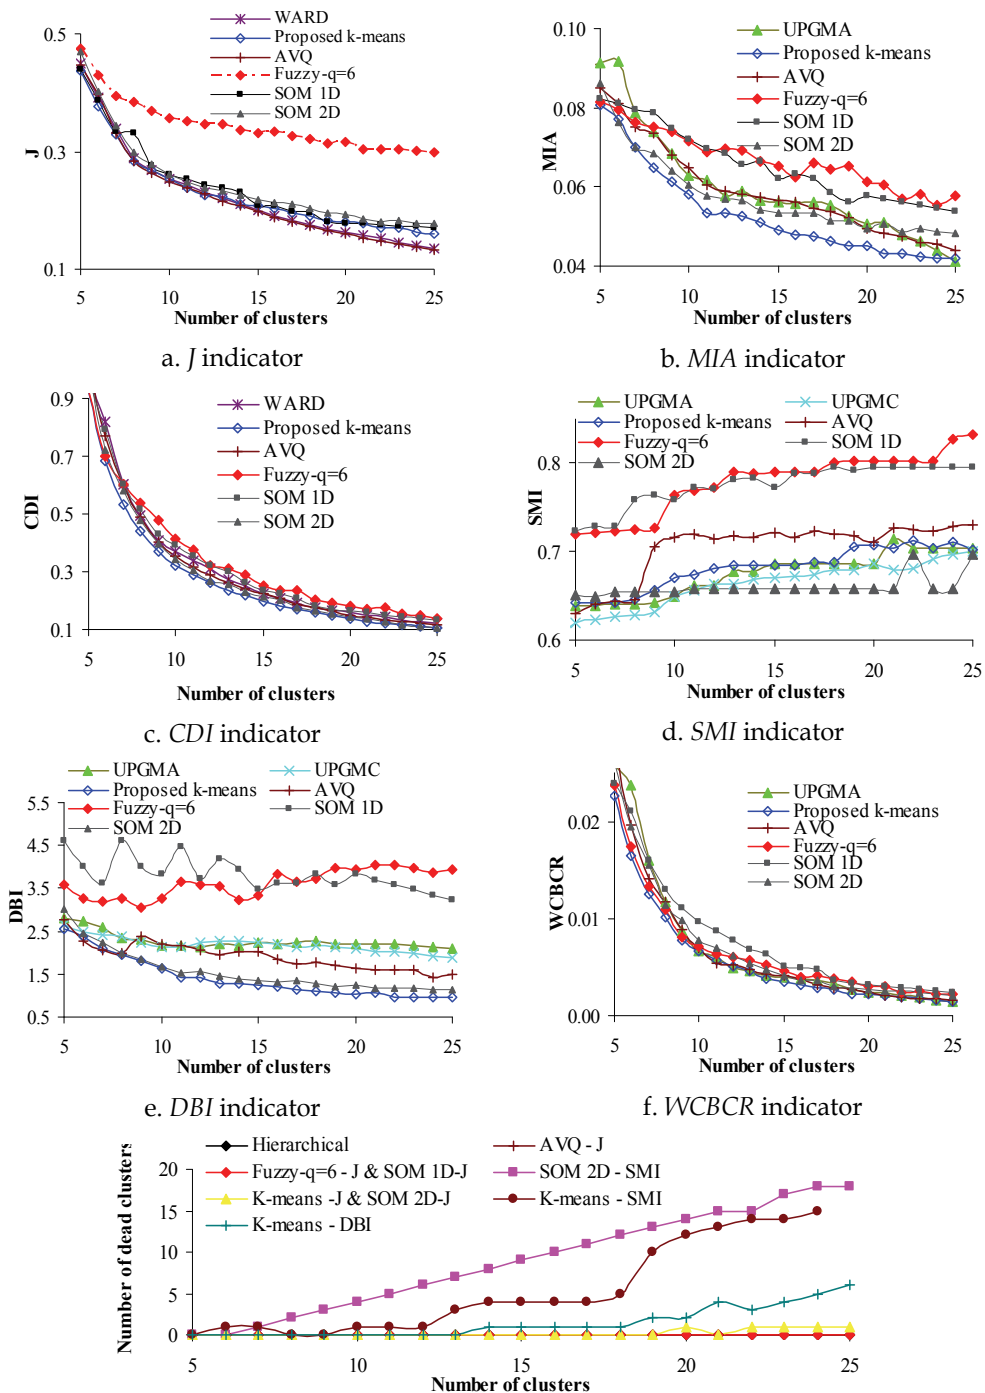 WARD
Proposed k-means
AVQ
Fuzzy-q=6
SOM 1D
SOM 2D
0.5
0.3
0.1
J
5 10 15 20 25
Number of clusters
a. J indicator
UPGMA
Proposed k-means
AVQ
Fuzzy-q=6
SOM 1D
SOM 2D
0.10
0.08
0.06
0.04
MIA
5 10 15 20 25
Number of clusters
b. MIA indicator
WARD
Proposed k-means
AVQ
Fuzzy-q=6
SOM 1D
SOM 2D
0.9
0.7
0.5
0.3
0.1
CDI
5 10 15 20 25
Number of clusters
c. CDI indicator
UPGMA UPGMC
Proposed k-means AVQ
Fuzzy-q=6 SOM 1D
SOM 2D
0.8
0.7
0.6
SMI
5 10 15 20 25
Number of clusters
d. SMI indicator
UPGMA UPGMC
Proposed k-means AVQ
Fuzzy-q=6 SOM 1D
SOM 2D
5.5
4.5
3.5
2.5
1.5
0.5
DBI
5 10 15 20 25
Number of clusters
e. DBI indicator
UPGMA
Proposed k-means
AVQ
Fuzzy-q=6
SOM 1D
SOM 2D
0.02
0.01
0.00
WCBCR
5 10 15 20 25
Number of clusters
f. WCBCR indicator
Hierarchical AVQ - J
Fuzzy-q=6 - J & SOM 1D-J SOM 2D - SMI
K-means -J & SOM 2D-J K-means - SMI
K-means - DBI
20
15
10
5
0
Number of dead clusters
5 10 15 20 25
Number of clusters